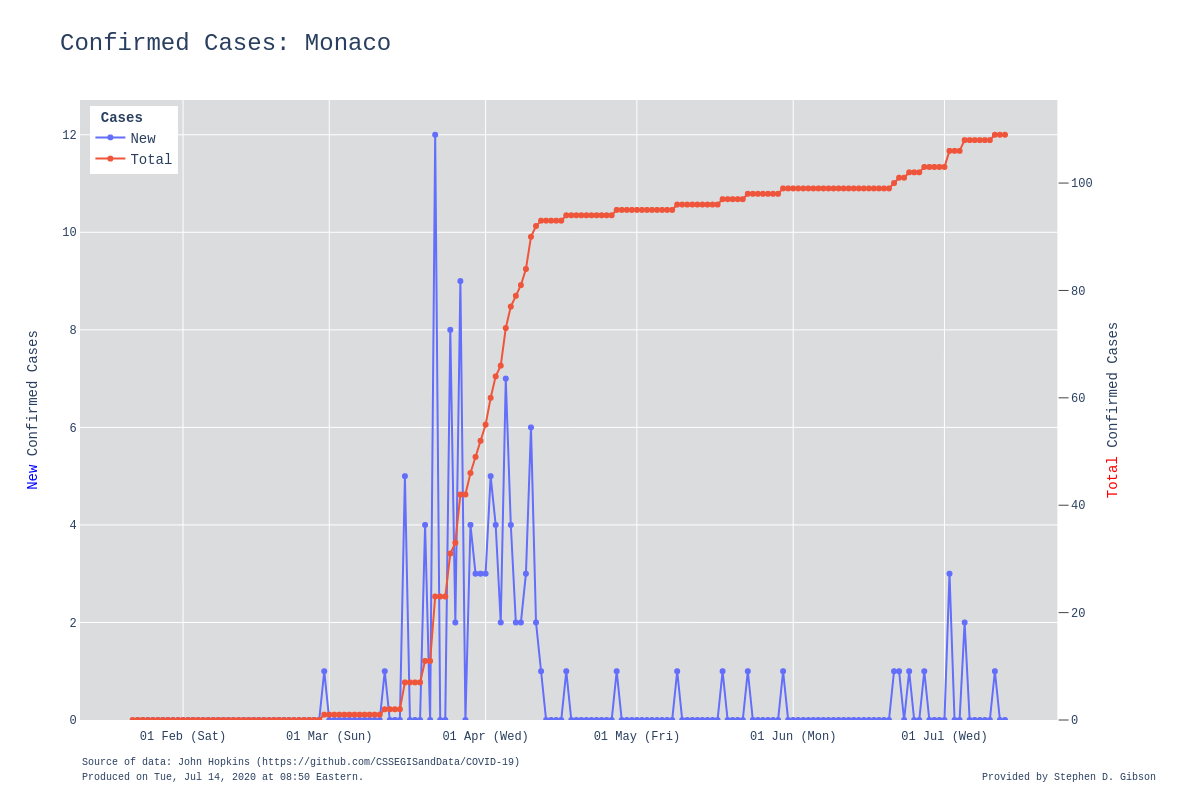 Confirmed Cases: Monaco
Cases
New
Total
12
10
8
6
4
2
0
100
80
60
40
20
0
New Confirmed Cases
Total Confirmed Cases
01 Feb (Sat)
01 Mar (Sun)
01 Apr (Wed)
01 May (Fri)
01 Jun (Mon)
01 Jul (Wed)
Source of data: John Hopkins (https://github.com/CSSEGISandData/COVID-19)
Produced on Tue, Jul 14, 2020 at 08:50 Eastern.
Provided by Stephen D. Gibson